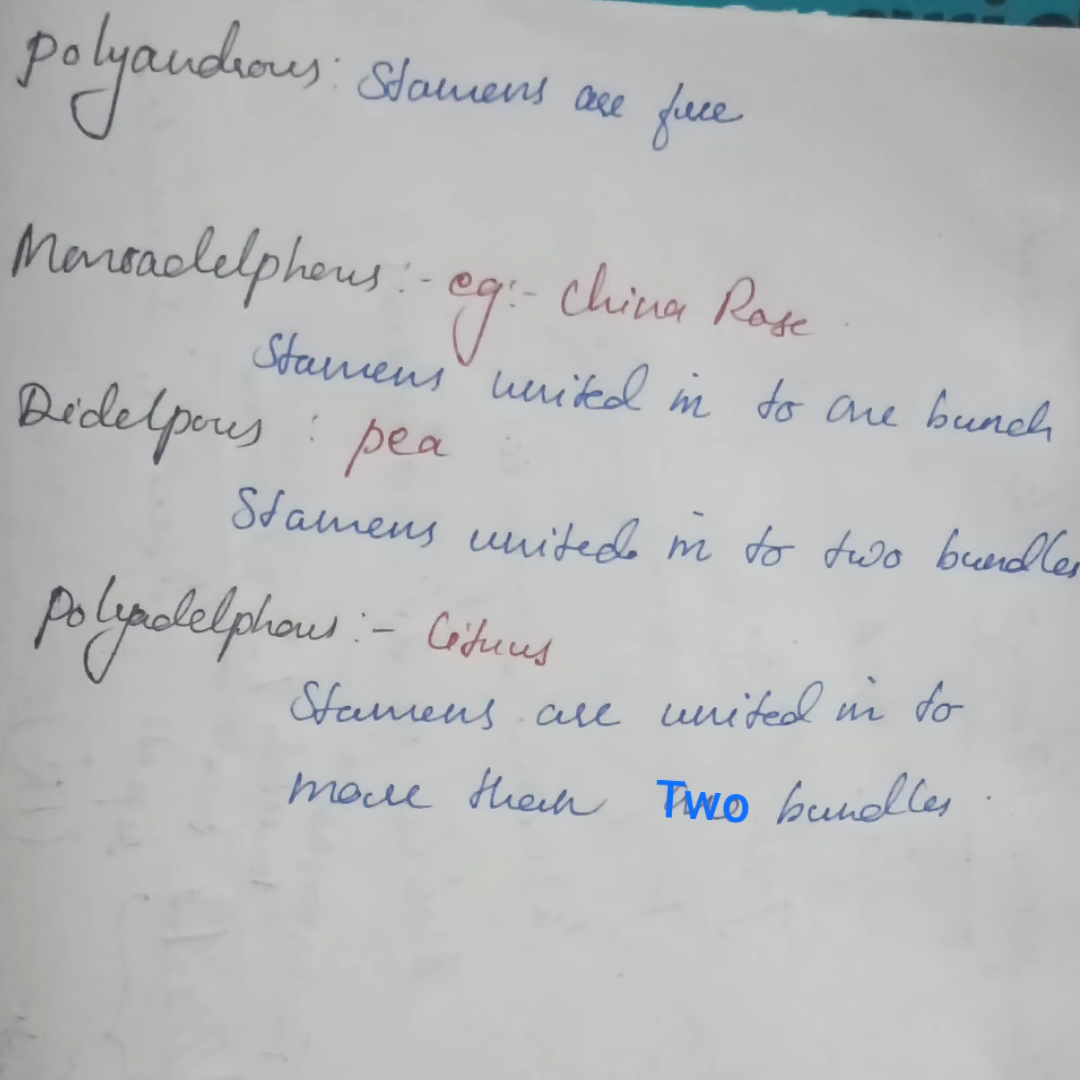 Polyandrous: Stamens are free
Monoadelphous:- eg:- China Rose
Stamens united in to one bunch
Didelpous : pea
Stamens united in to two bundles
Polyadelphous:- Citrus
Stamens are united in to
more than Two bundles.